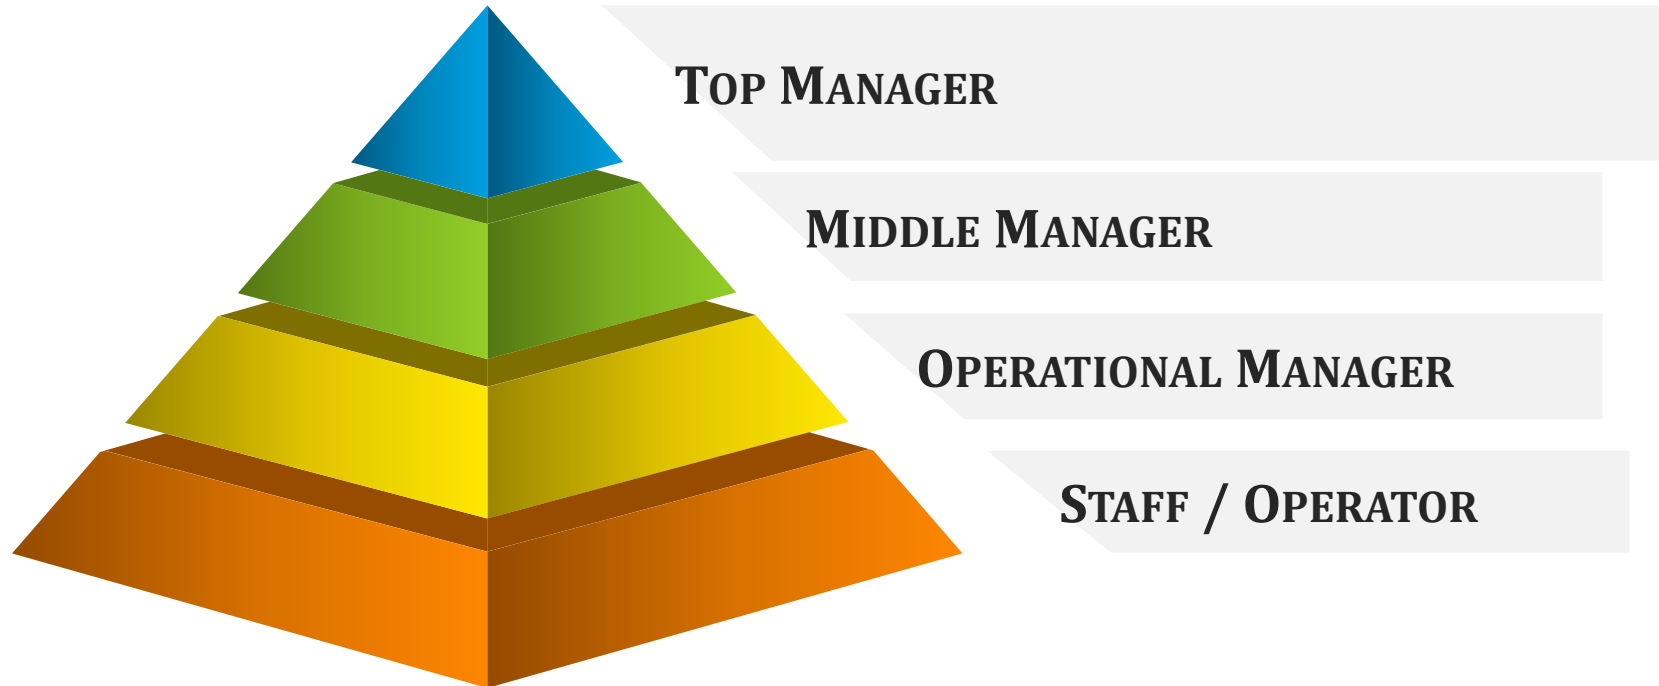 Top Manager
Middle Manager
Operational Manager
Staff / Operator